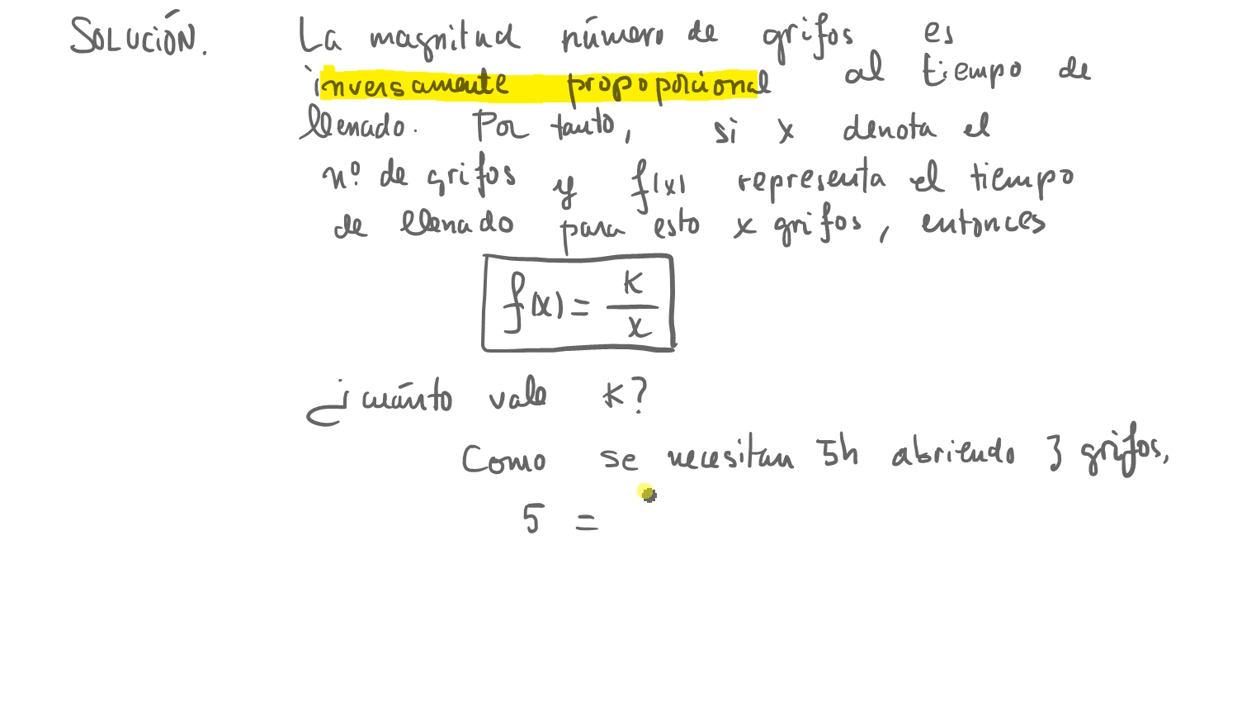 SOLUCIÓN. La magnitud número de grifos es
inversamente propoporcional al tiempo de
llenado. Por tanto, si x denota el
nº de grifos y f(x) representa el tiempo
de llenado para esto x grifos, entonces
f(x) = K/x
¿cuánto vale K?
Como se necesitan 5h abriendo 3 grifos,
5 =